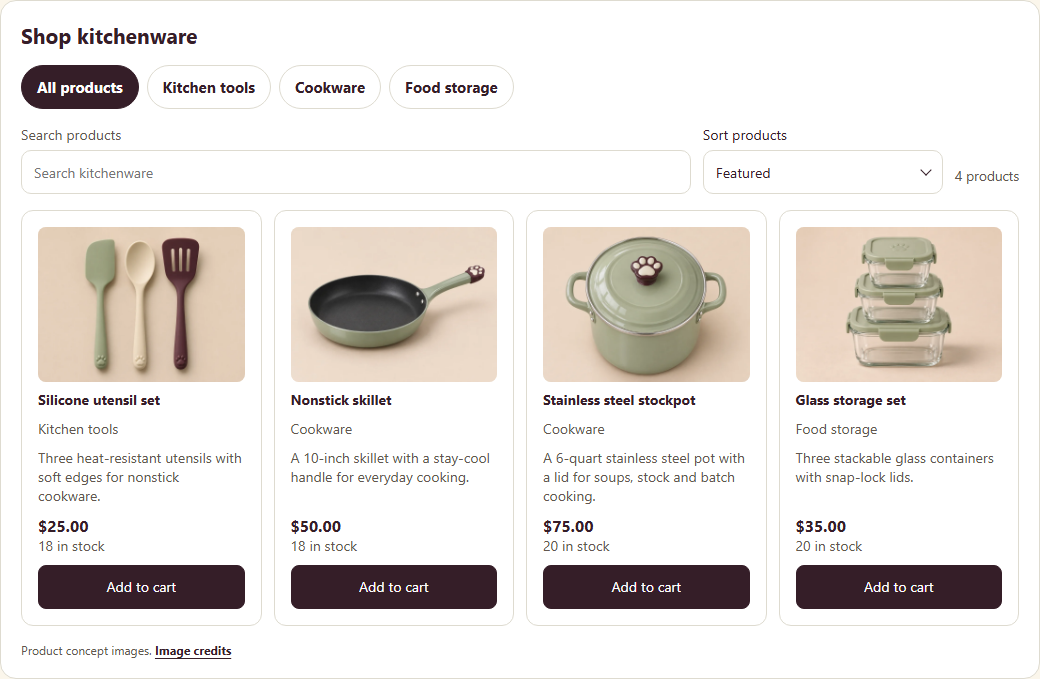 Shop kitchenware
All products
Kitchen tools
Cookware
Food storage
Search products
Sort products
Search kitchenware
Featured
4 products
Silicone utensil set
Kitchen tools
Three heat-resistant utensils with
soft edges for nonstick
cookware.
$25.00
18 in stock
Add to cart
Nonstick skillet
Cookware
A 10-inch skillet with a stay-cool
handle for everyday cooking.
$50.00
18 in stock
Add to cart
Stainless steel stockpot
Cookware
A 6-quart stainless steel pot with
a lid for soups, stock and batch
cooking.
$75.00
20 in stock
Add to cart
Glass storage set
Food storage
Three stackable glass containers
with snap-lock lids.
$35.00
20 in stock
Add to cart
Product concept images. Image credits